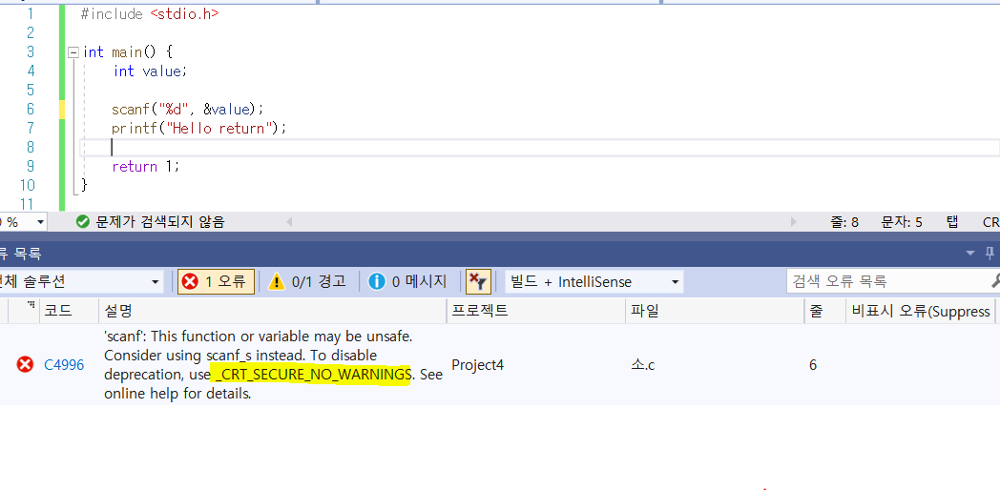 1 #include <stdio.h>
2
3 int main() {
4 int value;
5
6 scanf("%d", &value);
7 printf("Hello return");
8
9 return 1;
10 }
11
% 문제가 검색되지 않음 줄: 8 문자: 5 탭 CR
류 목록
체 솔루션 1 오류 0/1 경고 0 메시지 빌드 + IntelliSense 검색 오류 목록
코드 설명 프로젝트 파일 줄 비표시 오류(Suppress
'scanf': This function or variable may be unsafe.
Consider using scanf_s instead. To disable
C4996 deprecation, use _CRT_SECURE_NO_WARNINGS. See Project4 소.c 6
online help for details.